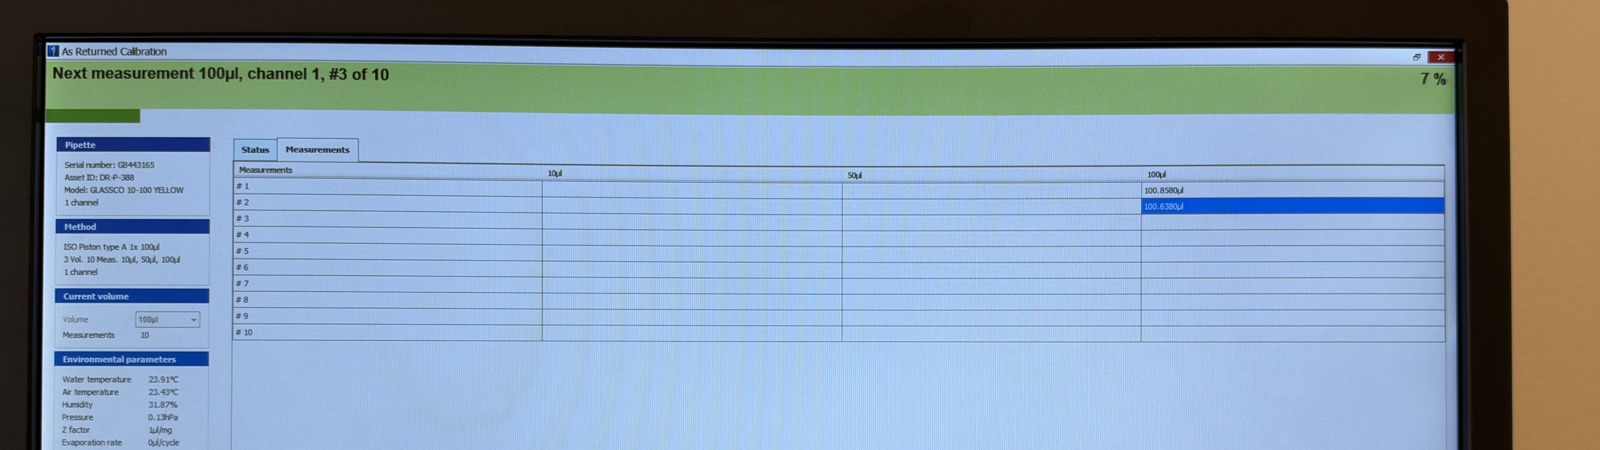 As Returned Calibration
Next measurement 100µl, channel 1, #3 of 10
7 %
Pipette
Serial number: GB443165
Asset ID: DR-P-388
Model: GLASSCO 10-100 YELLOW
1 channel
Method
ISO Piston type A 1x 100µl
3 Vol. 10 Meas. 10µl, 50µl, 100µl
1 channel
Current volume
Volume 100µl
Measurements 10
Environmental parameters
Water temperature 23.91°C
Air temperature 23.43°C
Humidity 31.87%
Pressure 0.13hPa
Z factor 1µl/mg
Evaporation rate 0µl/cycle
Status Measurements
Measurements 10µl 50µl 100µl
# 1 100.8580µl
# 2 100.6380µl
# 3
# 4
# 5
# 6
# 7
# 8
# 9
# 10